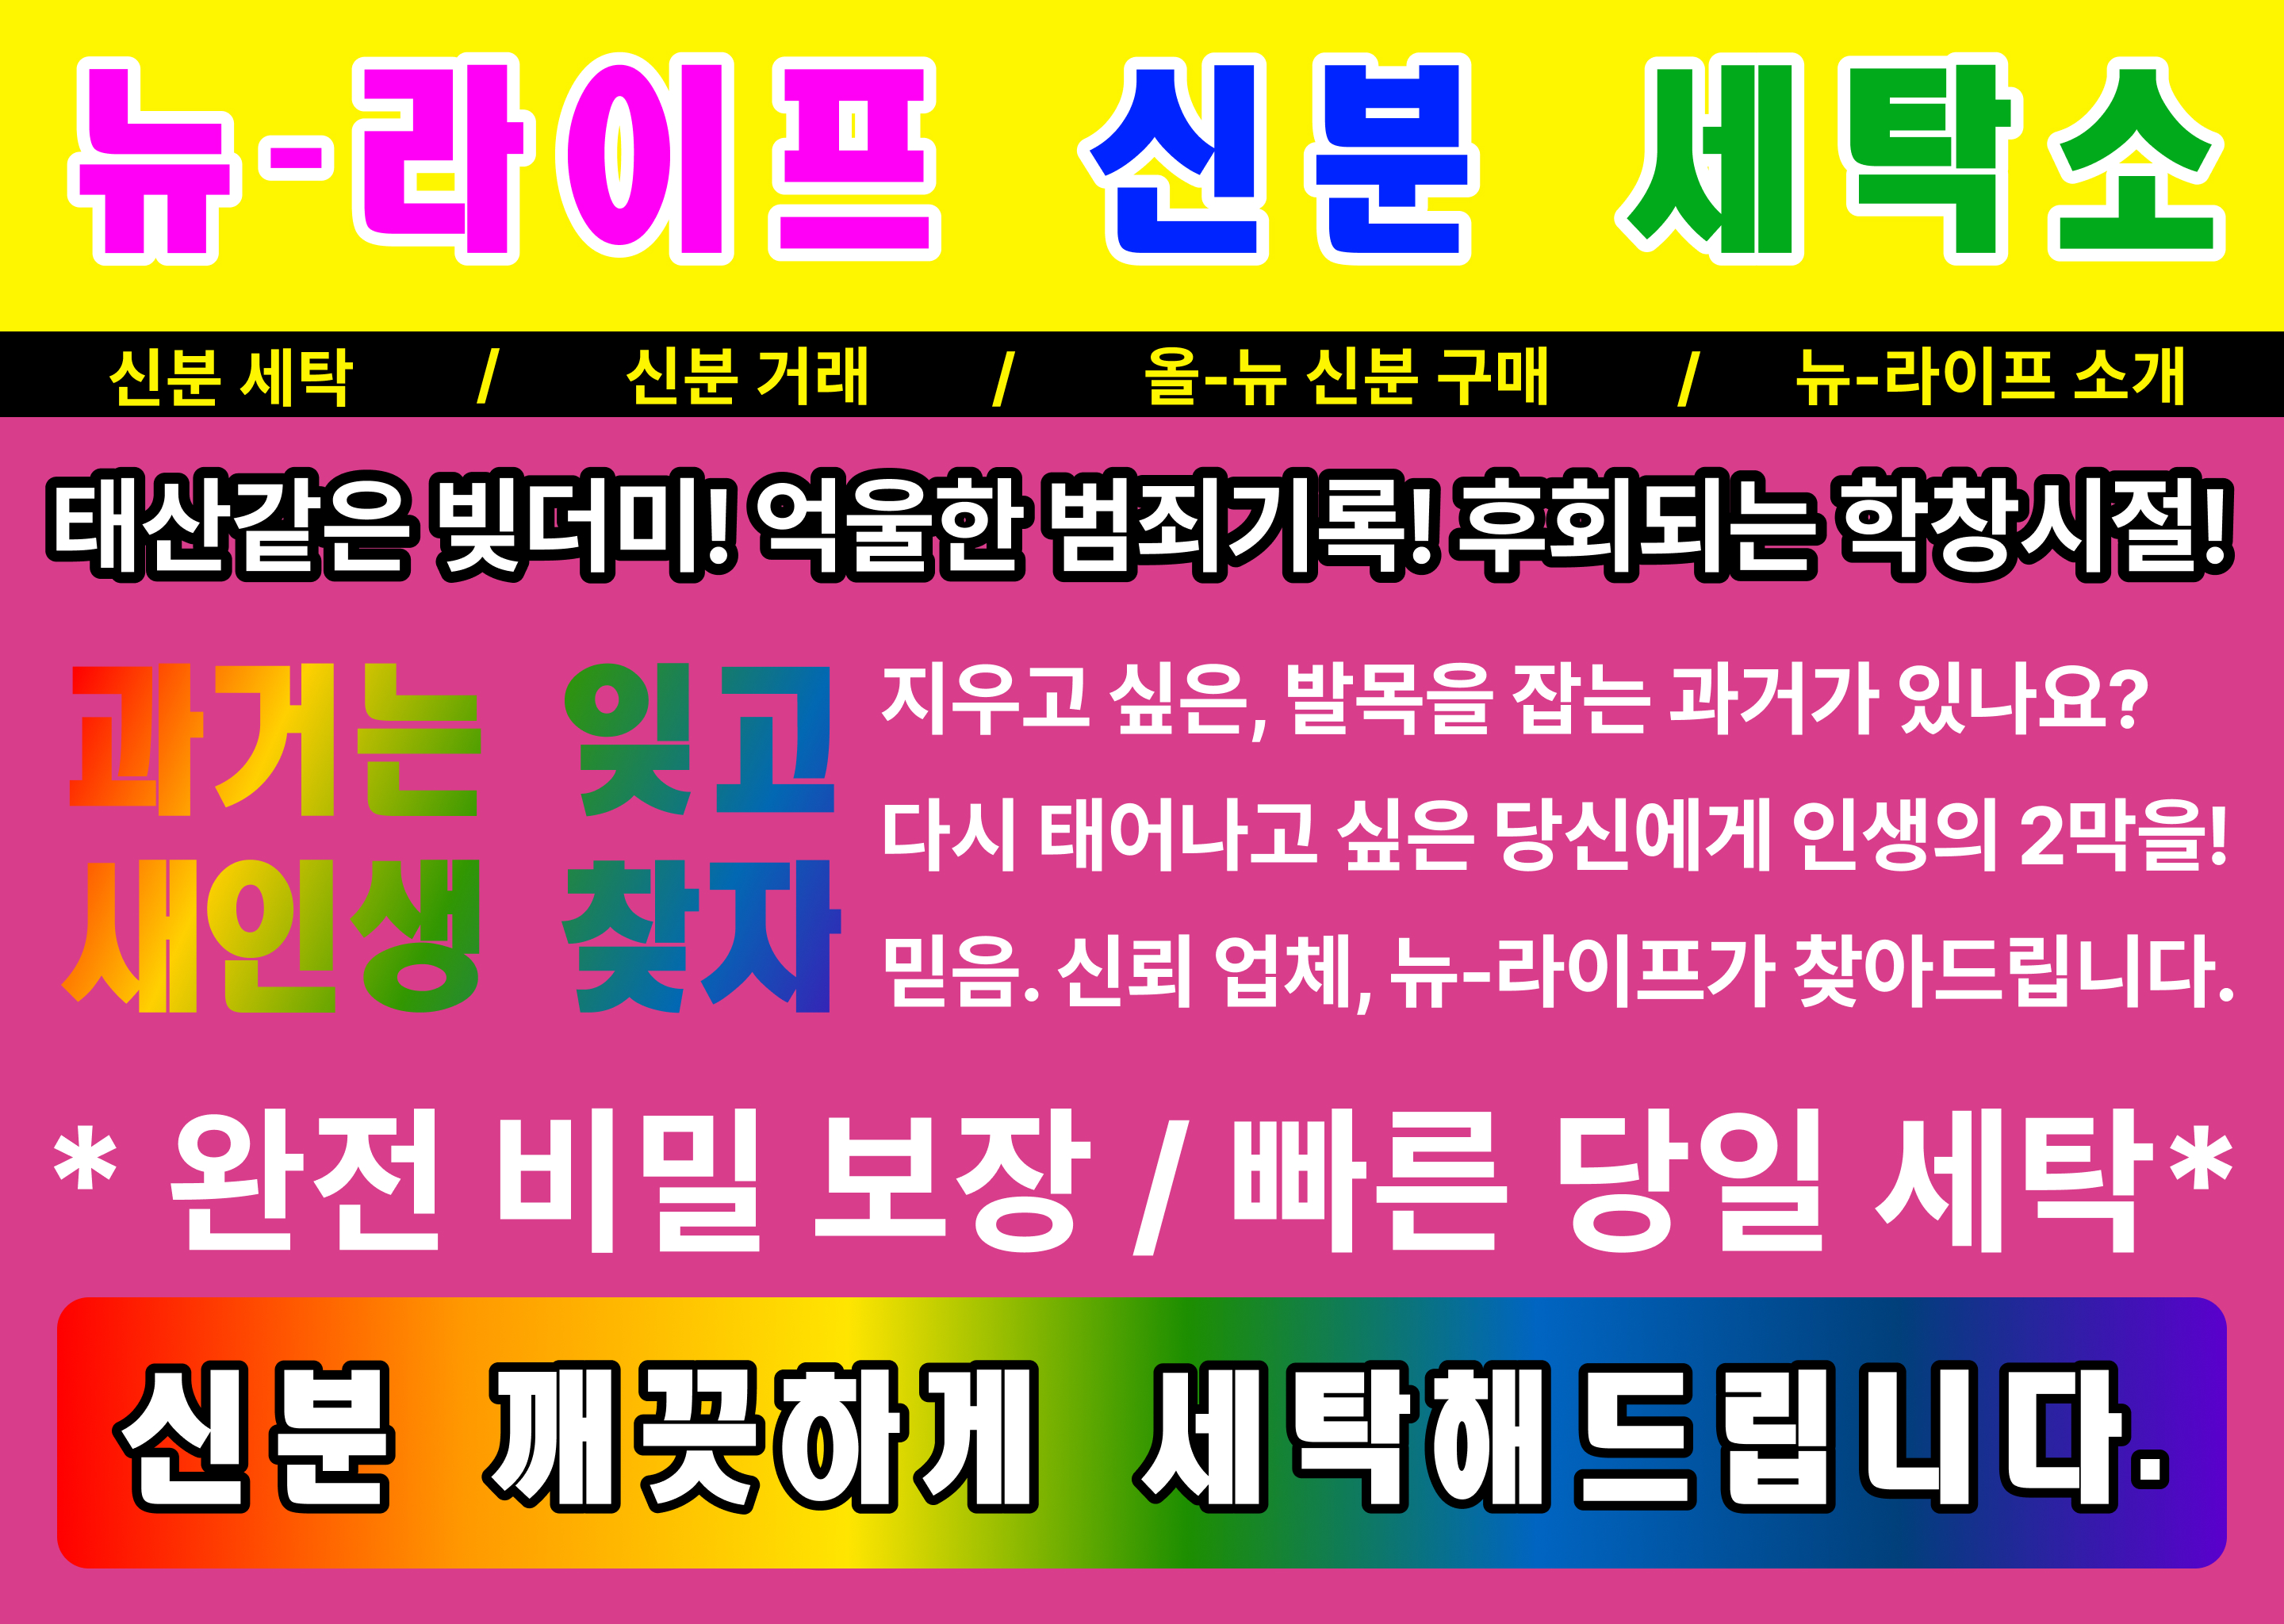 뉴-라이프 신분 세탁소
신분 세탁 / 신분 거래 / 올-뉴 신분 구매 / 뉴-라이프 소개
태산같은 빚더미! 억울한 범죄기록! 후회되는 학창시절!
과거는 잊고
새인생 찾자
지우고 싶은, 발목을 잡는 과거가 있나요?
다시 태어나고 싶은 당신에게 인생의 2막을!
믿음. 신뢰 업체, 뉴-라이프가 찾아드립니다.
* 완전 비밀 보장 / 빠른 당일 세탁*
신분 깨끗하게 세탁해드립니다.